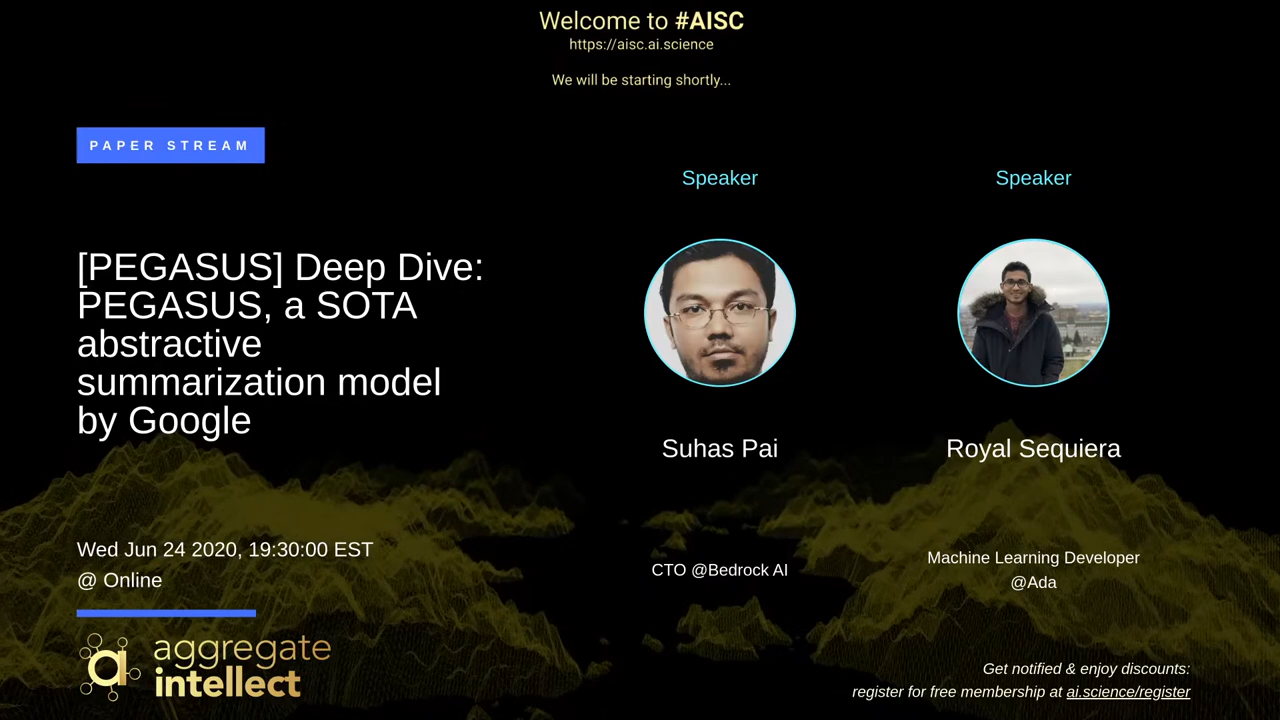 Welcome to #AISC
https://aisc.ai.science
We will be starting shortly...
PAPER STREAM
[PEGASUS] Deep Dive:
PEGASUS, a SOTA
abstractive
summarization model
by Google
Wed Jun 24 2020, 19:30:00 EST
@ Online
aggregate
intellect
Speaker
Suhas Pai
CTO @Bedrock AI
Speaker
Royal Sequiera
Machine Learning Developer
@Ada
Get notified & enjoy discounts:
register for free membership at ai.science/register